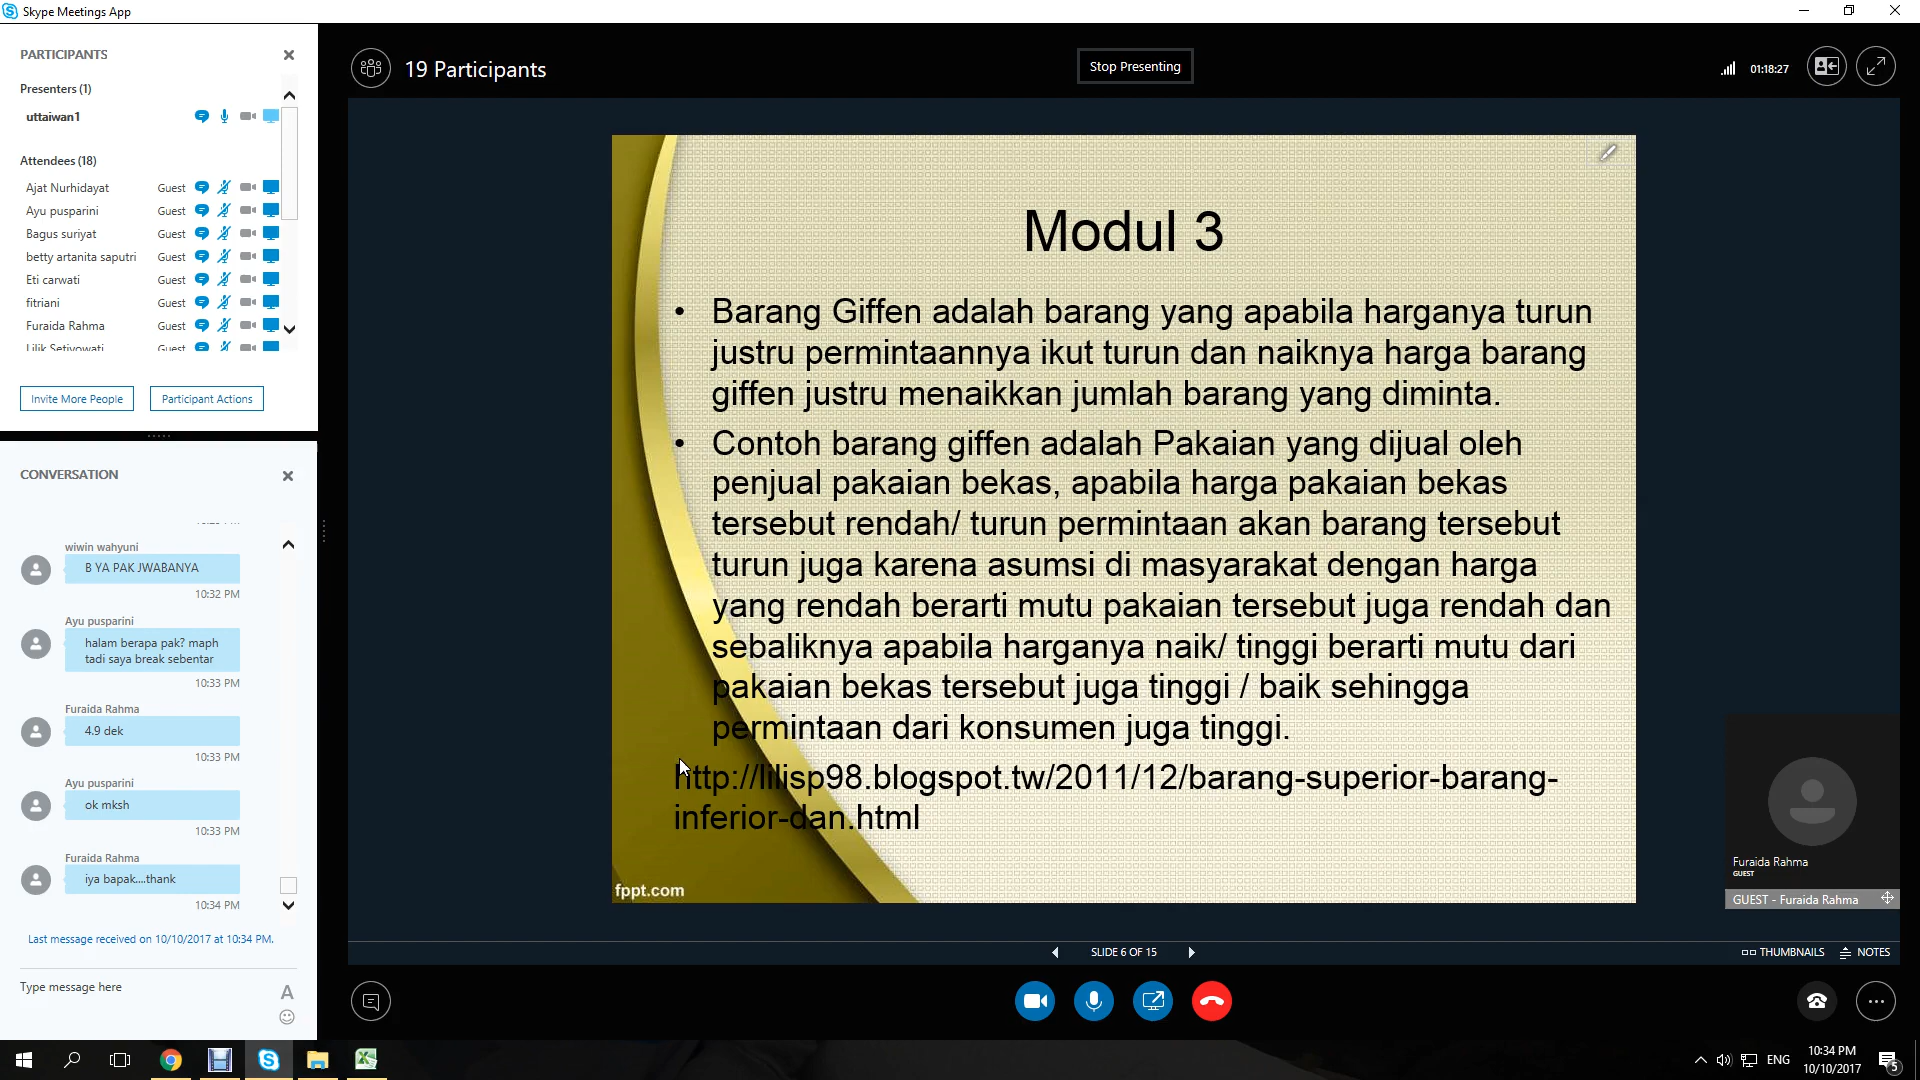 Skype Meetings App
PARTICIPANTS
Presenters (1)
uttaiwan1
Attendees (18)
Ajat Nurhidayat Guest
Ayu pusparini Guest
Bagus suriyat Guest
betty artanita saputri Guest
Eti carwati Guest
fitriani Guest
Furaida Rahma Guest
Lilik Setiyowati Guest
Invite More People
Participant Actions
CONVERSATION
wiwin wahyuni
B YA PAK JWABANYA
10:32 PM
Ayu pusparini
halam berapa pak? maph
tadi saya break sebentar
10:33 PM
Furaida Rahma
4.9 dek
10:33 PM
Ayu pusparini
ok mksh
10:33 PM
Furaida Rahma
iya bapak....thank
10:34 PM
Last message received on 10/10/2017 at 10:34 PM.
Type message here
A
19 Participants
Stop Presenting
01:18:27
Modul 3
• Barang Giffen adalah barang yang apabila harganya turun
justru permintaannya ikut turun dan naiknya harga barang
giffen justru menaikkan jumlah barang yang diminta.
• Contoh barang giffen adalah Pakaian yang dijual oleh
penjual pakaian bekas, apabila harga pakaian bekas
tersebut rendah/ turun permintaan akan barang tersebut
turun juga karena asumsi di masyarakat dengan harga
yang rendah berarti mutu pakaian tersebut juga rendah dan
sebaliknya apabila harganya naik/ tinggi berarti mutu dari
pakaian bekas tersebut juga tinggi / baik sehingga
permintaan dari konsumen juga tinggi.
http://lilisp98.blogspot.tw/2011/12/barang-superior-barang-
inferior-dan.html
fppt.com
Furaida Rahma
GUEST
GUEST - Furaida Rahma
SLIDE 6 OF 15
THUMBNAILS
NOTES
ENG
10:34 PM
10/10/2017
5